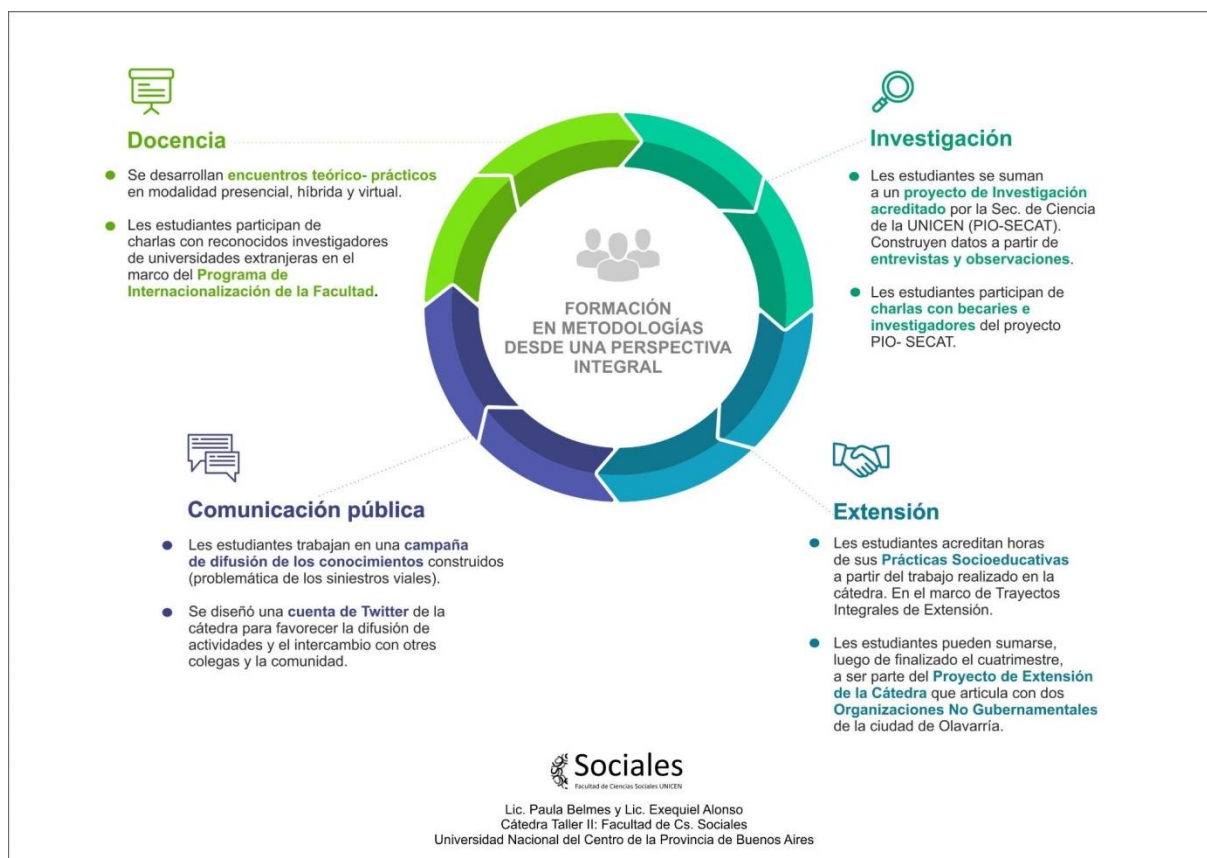 Docencia
Se desarrollan encuentros teórico- prácticos
en modalidad presencial, híbrida y virtual.
Les estudiantes participan de
charlas con reconocidos investigadores
de universidades extranjeras en el
marco del Programa de
Internacionalización de la Facultad.
Investigación
Les estudiantes se suman
a un proyecto de Investigación
acreditado por la Sec. de Ciencia
de la UNICEN (PIO-SECAT).
Construyen datos a partir de
entrevistas y observaciones.
Les estudiantes participan de
charlas con becaries e
investigadores del proyecto
PIO- SECAT.
FORMACIÓN
EN METODOLOGÍAS
DESDE UNA PERSPECTIVA
INTEGRAL
Comunicación pública
Les estudiantes trabajan en una campaña
de difusión de los conocimientos construidos
(problemática de los siniestros viales).
Se diseñó una cuenta de Twitter de la
cátedra para favorecer la difusión de
actividades y el intercambio con otres
colegas y la comunidad.
Extensión
Les estudiantes acreditan horas
de sus Prácticas Socioeducativas
a partir del trabajo realizado en la
cátedra. En el marco de Trayectos
Integrales de Extensión.
Les estudiantes pueden sumarse,
luego de finalizado el cuatrimestre,
a ser parte del Proyecto de Extensión
de la Cátedra que articula con dos
Organizaciones No Gubernamentales
de la ciudad de Olavarría.
Sociales
Facultad de Ciencias Sociales UNICEN
Lic. Paula Belmes y Lic. Exequiel Alonso
Cátedra Taller II: Facultad de Cs. Sociales
Universidad Nacional del Centro de la Provincia de Buenos Aires